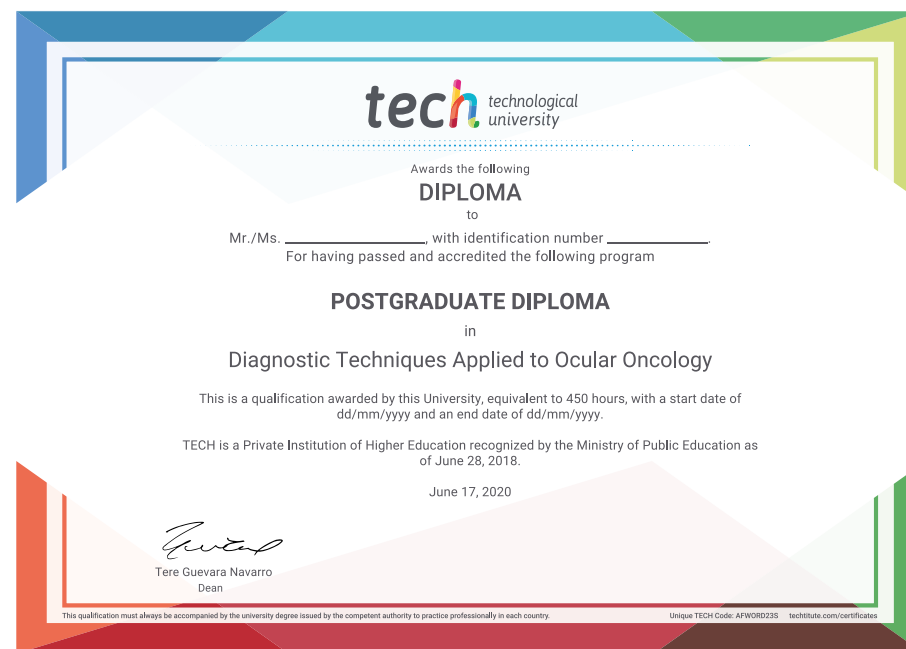 tech technological
university
Awards the following
DIPLOMA
to
Mr./Ms. ________________, with identification number ____________.
For having passed and accredited the following program
POSTGRADUATE DIPLOMA
in
Diagnostic Techniques Applied to Ocular Oncology
This is a qualification awarded by this University, equivalent to 450 hours, with a start date of
dd/mm/yyyy and an end date of dd/mm/yyyy.
TECH is a Private Institution of Higher Education recognized by the Ministry of Public Education as
of June 28, 2018.
June 17, 2020
Tere Guevara Navarro
Dean
This qualification must always be accompanied by the university degree issued by the competent authority to practice professionally in each country.
Unique TECH Code: AFWORD23S techtitute.com/certificates